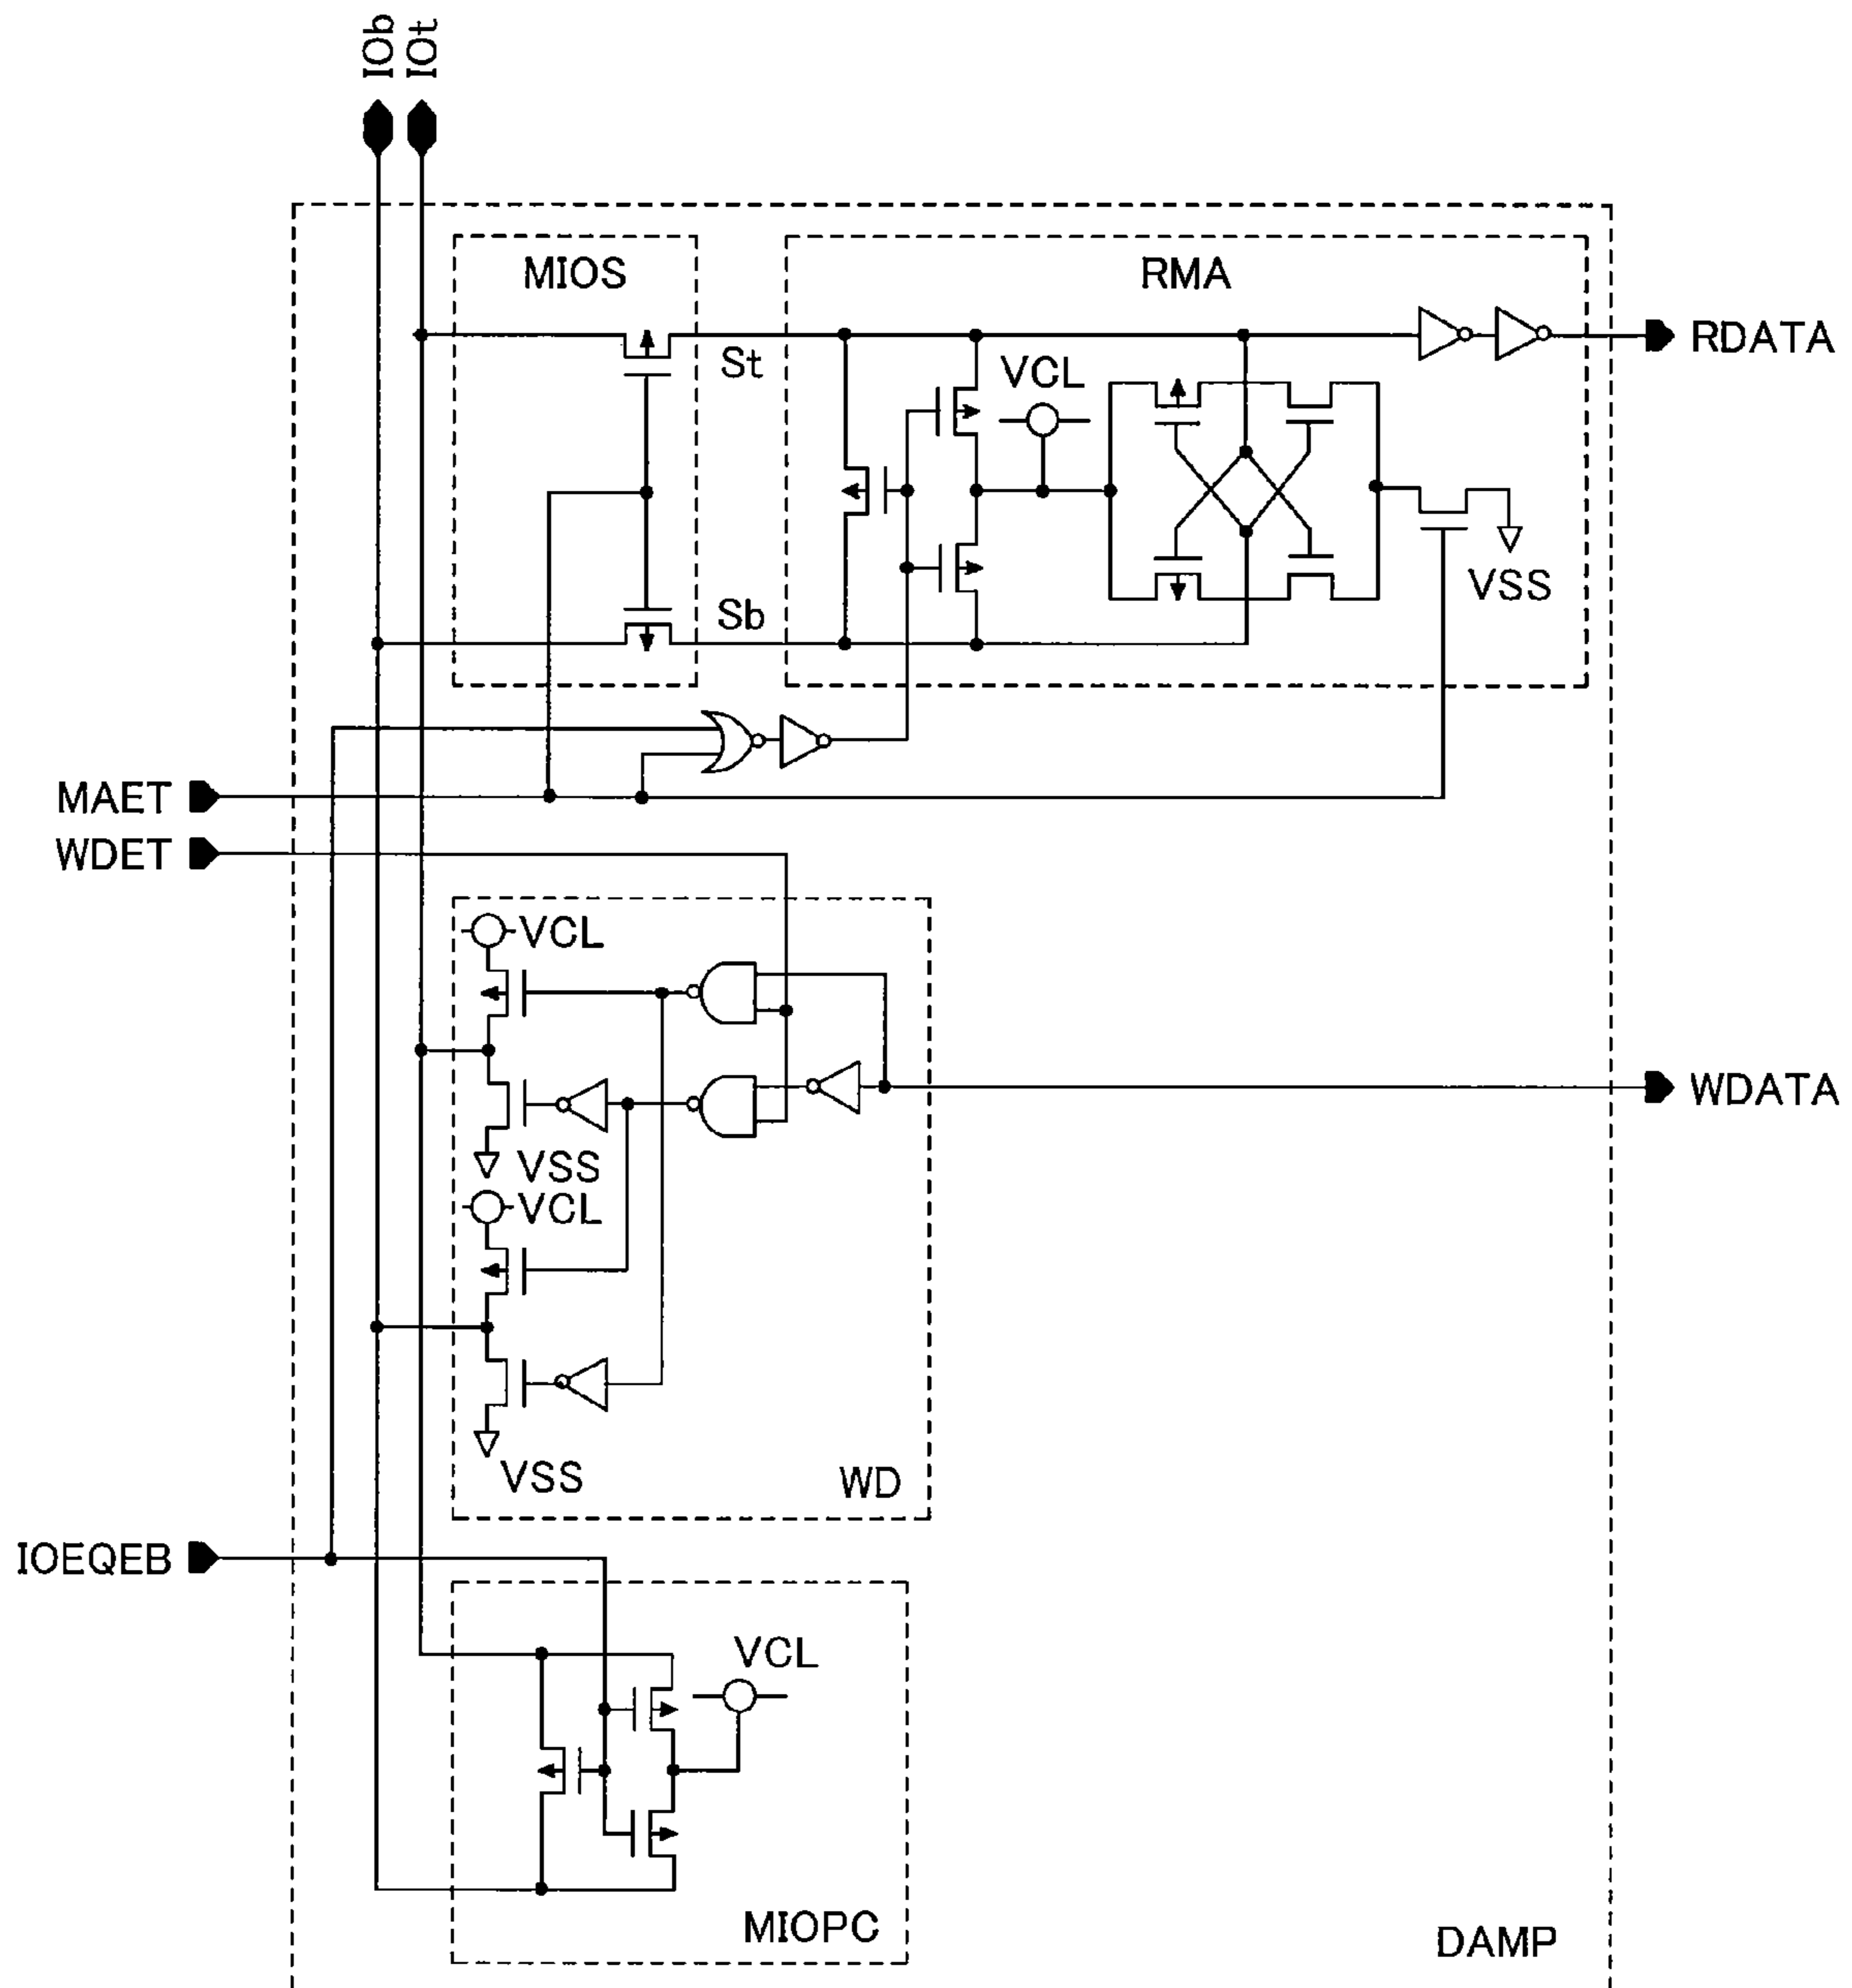 IOb
IOt
MIOS
RMA
RDATA
St
VCL
VSS
Sb
MAET
WDET
VCL
WDATA
VSS
VCL
VSS
WD
IOEQEB
VCL
MIOPC
DAMP